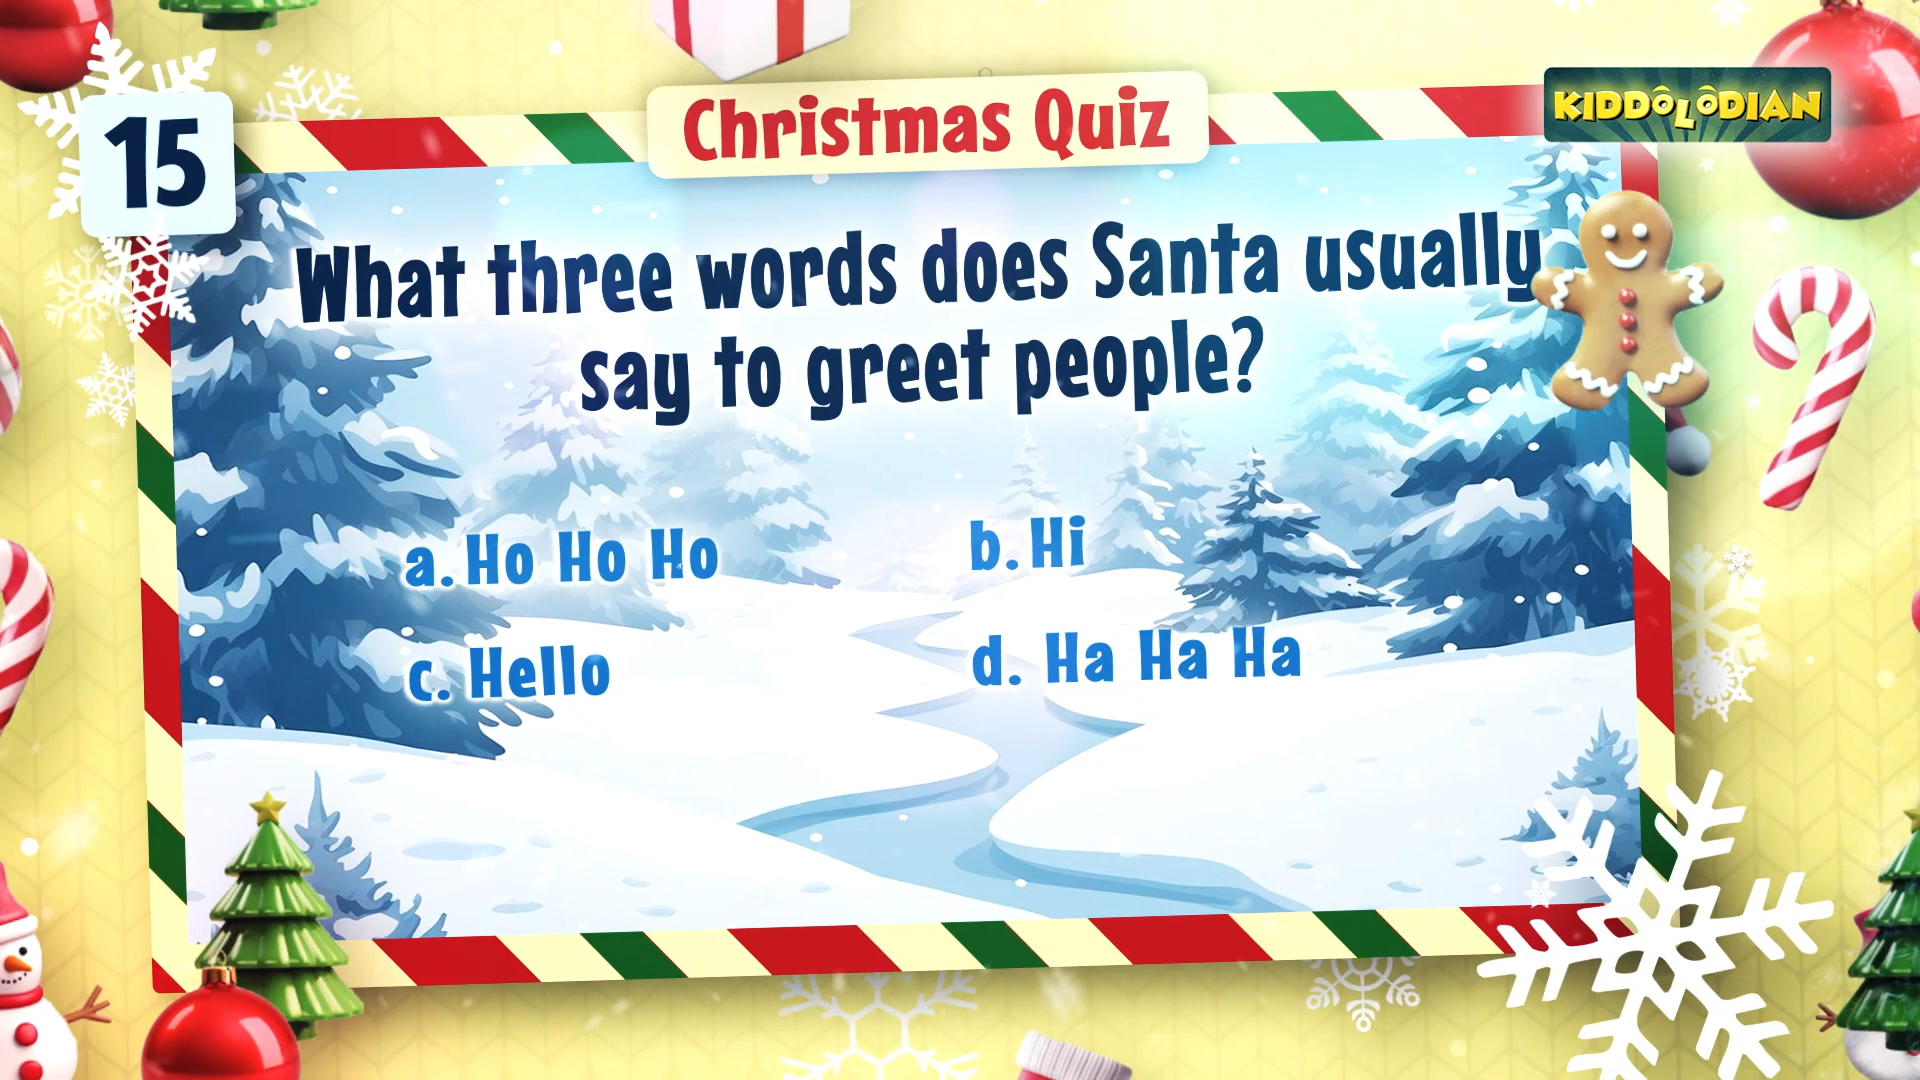 Christmas Quiz
KIDDÔLÔDIAN
15
What three words does Santa usually
say to greet people?
a. Ho Ho Ho
b. Hi
c. Hello
d. Ha Ha Ha